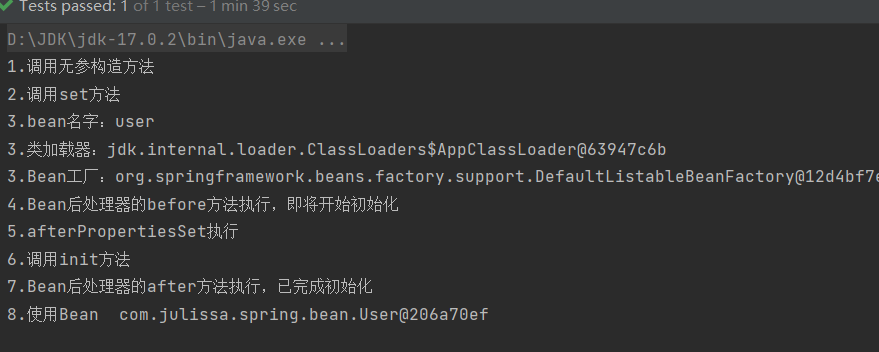 Tests passed: 1 of 1 test – 1 min 39 sec
D:\JDK\jdk-17.0.2\bin\java.exe ...
1.调用无参构造方法
2.调用set方法
3.bean名字：user
3.类加载器：jdk.internal.loader.ClassLoaders$AppClassLoader@63947c6b
3.Bean工厂：org.springframework.beans.factory.support.DefaultListableBeanFactory@12d4bf7e
4.Bean后处理器的before方法执行，即将开始初始化
5.afterPropertiesSet执行
6.调用init方法
7.Bean后处理器的after方法执行，已完成初始化
8.使用Bean  com.julissa.spring.bean.User@206a70ef